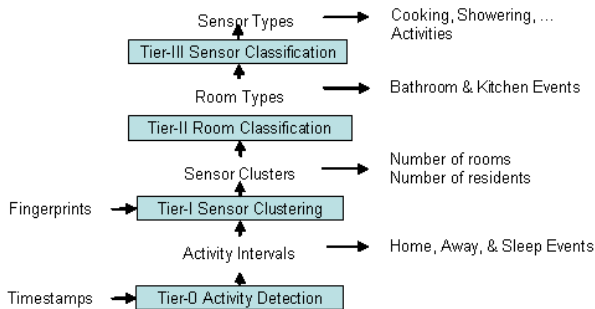 Sensor Types
Cooking, Showering, ...
Activities
Tier-III Sensor Classification
Room Types
Bathroom & Kitchen Events
Tier-II Room Classification
Sensor Clusters
Number of rooms
Number of residents
Fingerprints
Tier-I Sensor Clustering
Activity Intervals
Home, Away, & Sleep Events
Timestamps
Tier-0 Activity Detection